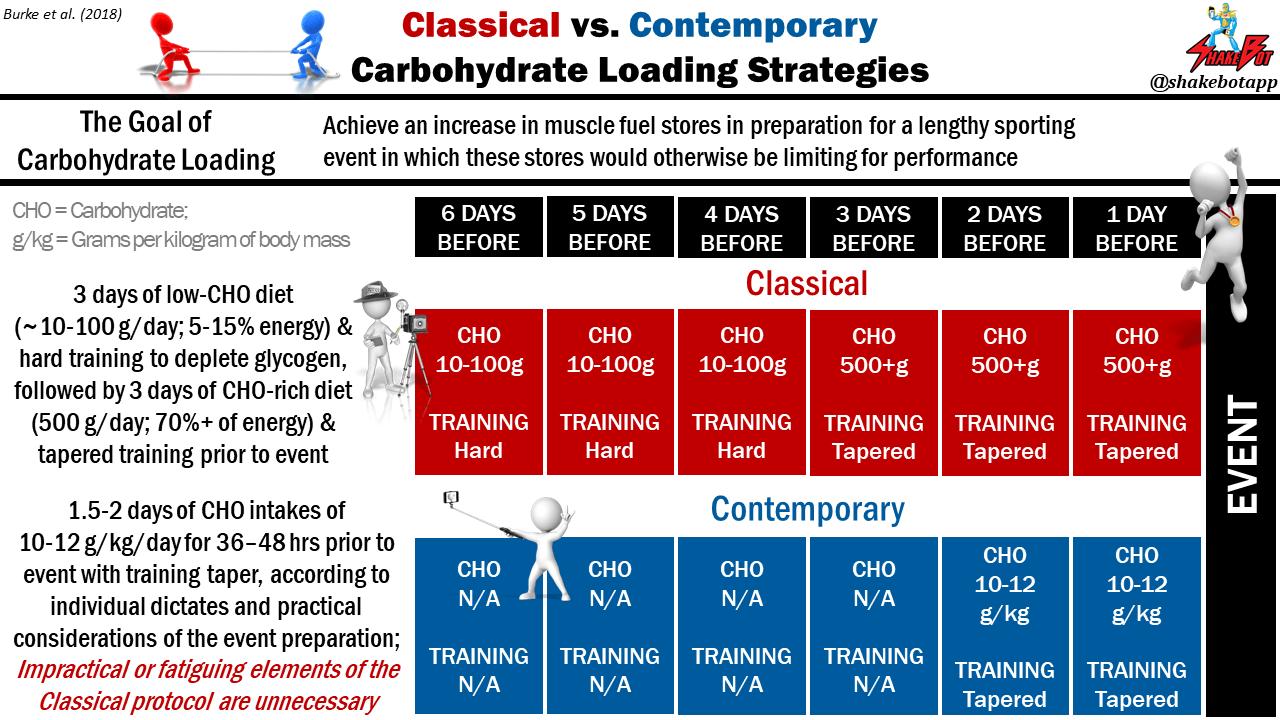 Burke et al. (2018)
Classical vs. Contemporary
Carbohydrate Loading Strategies
SHAKEBOT
@shakebotapp
The Goal of
Carbohydrate Loading
Achieve an increase in muscle fuel stores in preparation for a lengthy sporting
event in which these stores would otherwise be limiting for performance
CHO = Carbohydrate;
g/kg = Grams per kilogram of body mass
6 DAYS BEFORE
5 DAYS BEFORE
4 DAYS BEFORE
3 DAYS BEFORE
2 DAYS BEFORE
1 DAY BEFORE
Classical
3 days of low-CHO diet
(~10-100 g/day; 5-15% energy) &
hard training to deplete glycogen,
followed by 3 days of CHO-rich diet
(500 g/day; 70%+ of energy) &
tapered training prior to event
CHO
10-100g
TRAINING
Hard
CHO
10-100g
TRAINING
Hard
CHO
10-100g
TRAINING
Hard
CHO
500+g
TRAINING
Tapered
CHO
500+g
TRAINING
Tapered
CHO
500+g
TRAINING
Tapered
Contemporary
1.5-2 days of CHO intakes of
10-12 g/kg/day for 36–48 hrs prior to
event with training taper, according to
individual dictates and practical
considerations of the event preparation;
Impractical or fatiguing elements of the
Classical protocol are unnecessary
CHO
N/A
TRAINING
N/A
CHO
N/A
TRAINING
N/A
CHO
N/A
TRAINING
N/A
CHO
N/A
TRAINING
N/A
CHO
10-12
g/kg
TRAINING
Tapered
CHO
10-12
g/kg
TRAINING
Tapered
EVENT